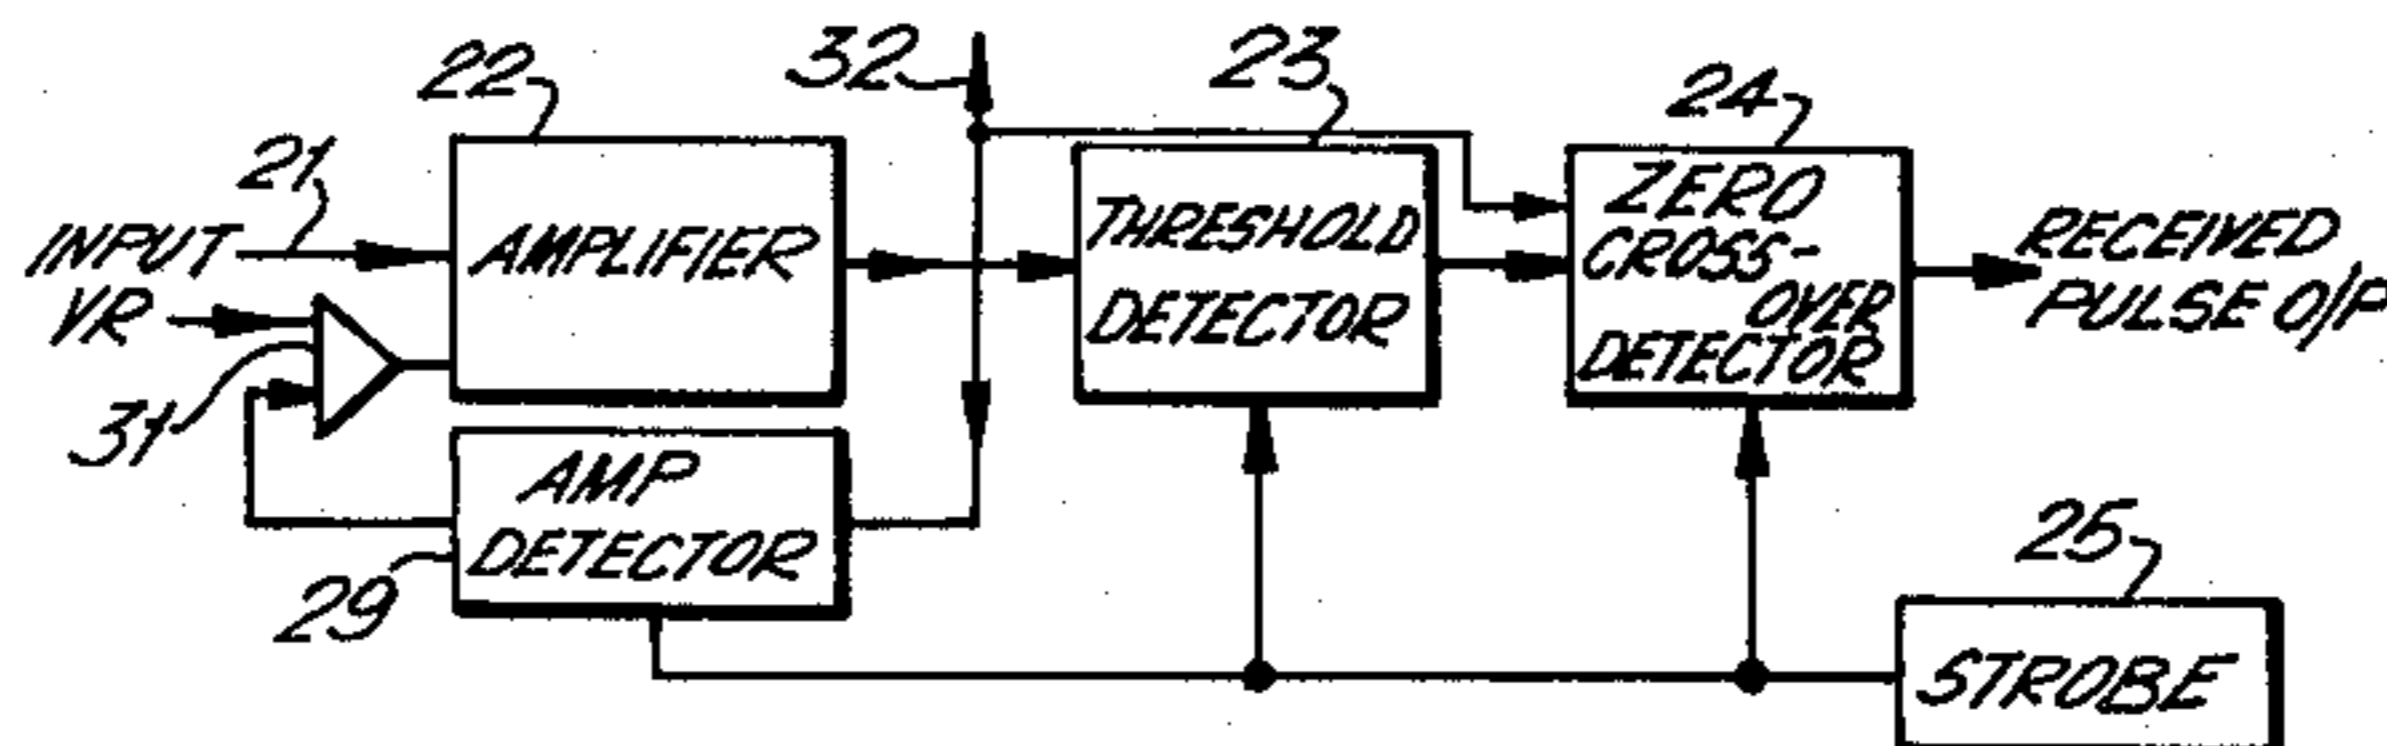 22
32
23
24
21
INPUT
AMPLIFIER
THRESHOLD
DETECTOR
ZERO
CROSS-
OVER
DETECTOR
RECEIVED
PULSE O/P
VR
31
AMP
DETECTOR
29
25
STROBE